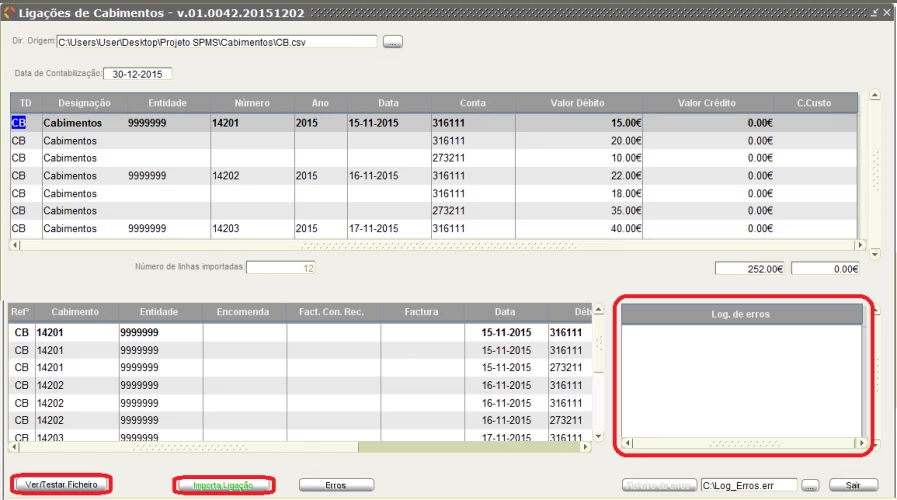 Ligações de Cabimentos - v.01.0042.20151202
Dir. Origem: C:\Users\User\Desktop\Projeto SPMS\Cabimentos\CB.csv ...
Data de Contabilização: 30-12-2015
TD Designação Entidade Número Ano Data Conta Valor Débito Valor Crédito C.Custo
CB Cabimentos 9999999 14201 2015 15-11-2015 316111 15.00€ 0.00€
CB Cabimentos 316111 20.00€ 0.00€
CB Cabimentos 273211 10.00€ 0.00€
CB Cabimentos 9999999 14202 2015 16-11-2015 316111 22.00€ 0.00€
CB Cabimentos 316111 18.00€ 0.00€
CB Cabimentos 273211 35.00€ 0.00€
CB Cabimentos 9999999 14203 2015 17-11-2015 316111 40.00€ 0.00€
Número de linhas importadas: 12 252.00€ 0.00€
Refª Cabimento Entidade Encomenda Fact. Con. Rec. Factura Data Déb Log. de erros
CB 14201 9999999 15-11-2015 316111
CB 14201 9999999 15-11-2015 316111
CB 14201 9999999 15-11-2015 273211
CB 14202 9999999 16-11-2015 316111
CB 14202 9999999 16-11-2015 316111
CB 14202 9999999 16-11-2015 273211
CB 14203 9999999 17-11-2015 316111
Ver/Testar Ficheiro Importa Ligação Erros C:\Log_Erros.err ... Sair